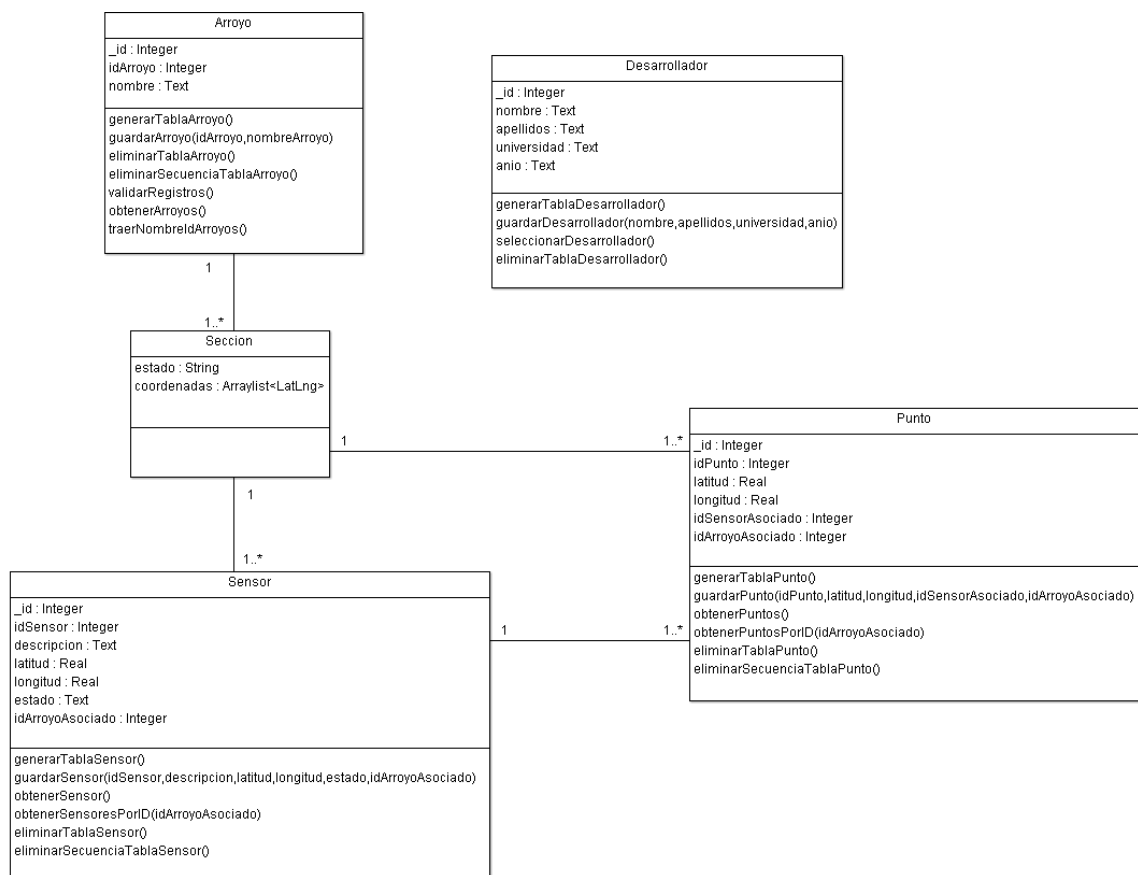 Arroyo
_id : Integer
idArroyo : Integer
nombre : Text
generarTablaArroyo()
guardarArroyo(idArroyo,nombreArroyo)
eliminarTablaArroyo()
eliminarSecuenciaTablaArroyo()
validarRegistros()
obtenerArroyos()
traerNombreIdArroyos()
Desarrollador
_id : Integer
nombre : Text
apellidos : Text
universidad : Text
anio : Text
generarTablaDesarrollador()
guardarDesarrollador(nombre,apellidos,universidad,anio)
seleccionarDesarrollador()
eliminarTablaDesarrollador()
1
1..*
Seccion
estado : String
coordenadas : Arraylist<LatLng>
1
1..*
1
1..*
Punto
_id : Integer
idPunto : Integer
latitud : Real
longitud : Real
idSensorAsociado : Integer
idArroyoAsociado : Integer
generarTablaPunto()
guardarPunto(idPunto,latitud,longitud,idSensorAsociado,idArroyoAsociado)
obtenerPuntos()
obtenerPuntosPorID(idArroyoAsociado)
eliminarTablaPunto()
eliminarSecuenciaTablaPunto()
Sensor
_id : Integer
idSensor : Integer
descripcion : Text
latitud : Real
longitud : Real
estado : Text
idArroyoAsociado : Integer
generarTablaSensor()
guardarSensor(idSensor,descripcion,latitud,longitud,estado,idArroyoAsociado)
obtenerSensor()
obtenerSensoresPorID(idArroyoAsociado)
eliminarTablaSensor()
eliminarSecuenciaTablaSensor()
1
1..*